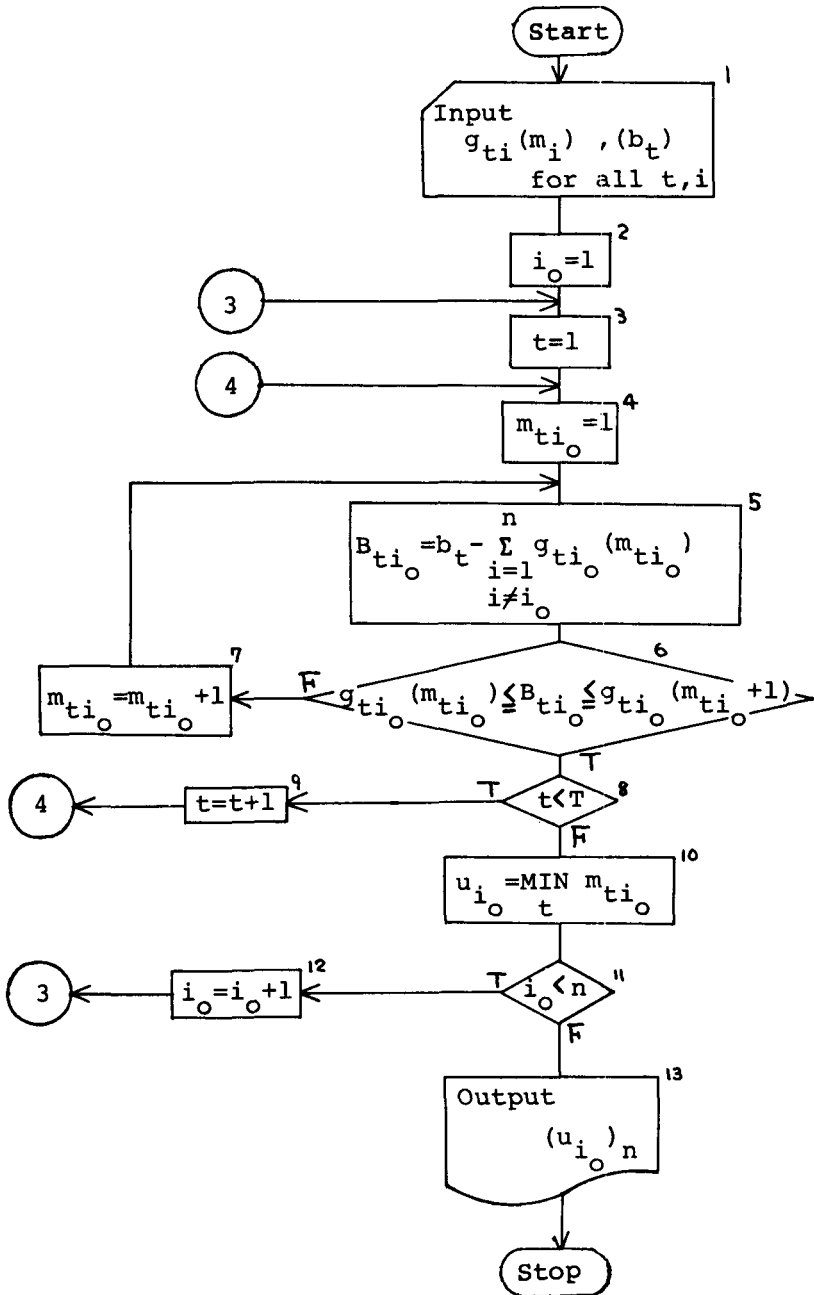 Start
1
Input
g_ti(m_i) ,(b_t)
for all t,i
2
i_o=1
3
3
t=1
4
4
m_ti_o=1
5
n
B_ti_o=b_t-Σ g_ti_o(m_ti_o)
i=1
i≠i_o
6
7
m_ti_o=m_ti_o+1
F
g_ti_o(m_ti_o)≦B_ti_o≦g_ti_o(m_ti_o+1)
T
4
9
t=t+1
T
t<T
8
F
10
u_i_o=MIN m_ti_o
t
3
12
i_o=i_o+1
T
i_o<n
11
F
13
Output
(u_i_o)_n
Stop